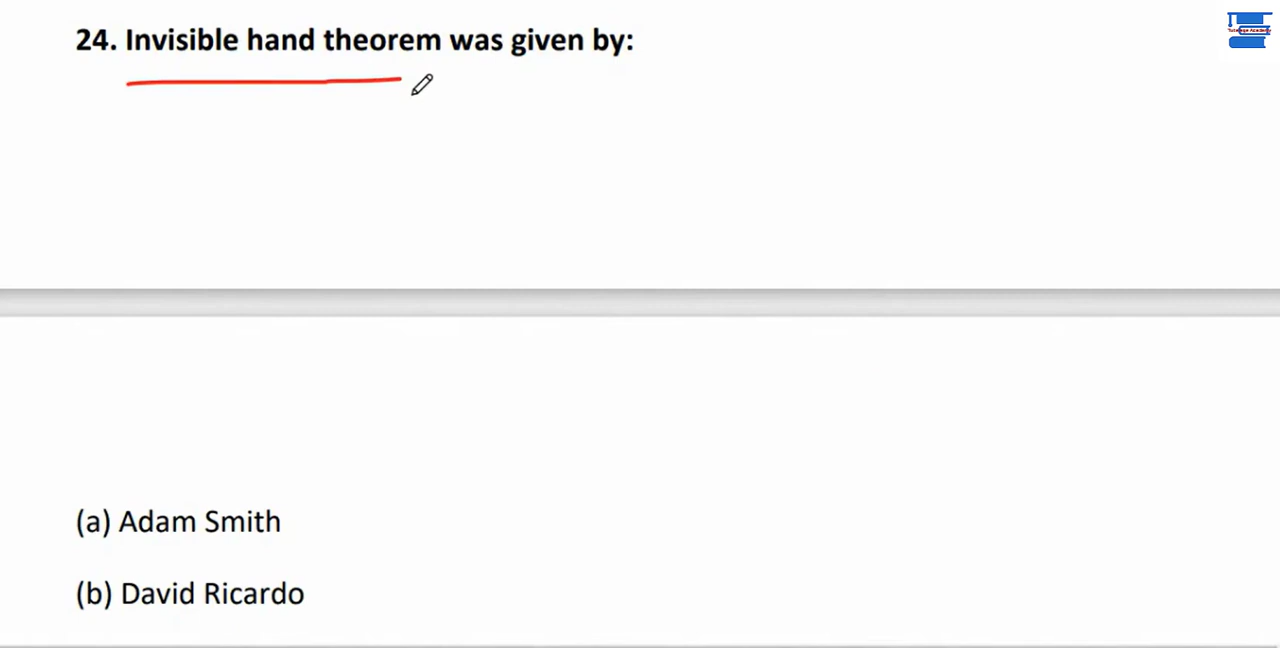 24. Invisible hand theorem was given by:
(a) Adam Smith
(b) David Ricardo